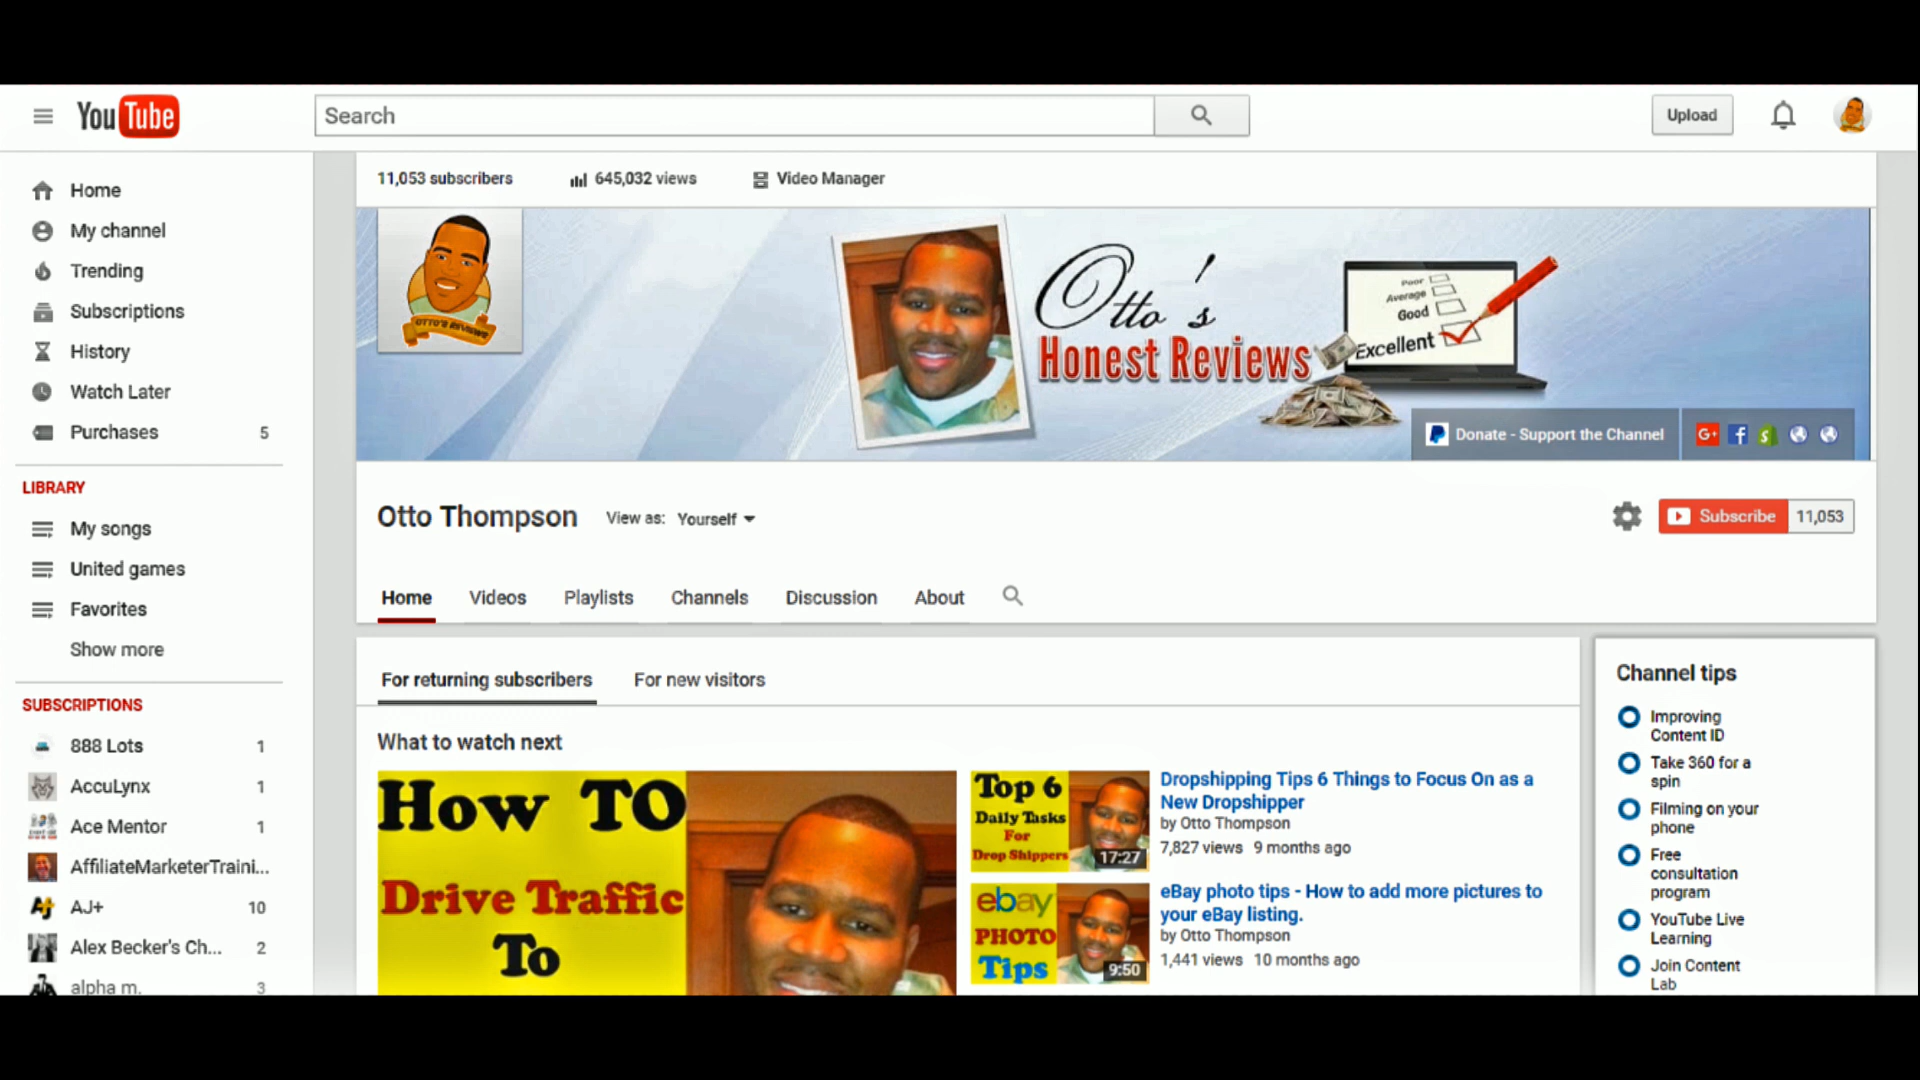 YouTube
Search
Upload
Home
My channel
Trending
Subscriptions
History
Watch Later
Purchases 5
LIBRARY
My songs
United games
Favorites
Show more
SUBSCRIPTIONS
888 Lots 1
AccuLynx 1
Ace Mentor 1
AffiliateMarketerTraini...
AJ+ 10
Alex Becker's Ch... 2
alpha m. 3
11,053 subscribers 645,032 views Video Manager
OTTO'S REVIEWS
Otto's
Honest Reviews
Poor
Average
Good
Excellent
Donate - Support the Channel
G+ f S
Otto Thompson View as: Yourself
Subscribe 11,053
Home Videos Playlists Channels Discussion About
For returning subscribers For new visitors
What to watch next
How TO
Drive Traffic
To
Top 6
Daily Tasks
For
Drop Shippers
17:27
Dropshipping Tips 6 Things to Focus On as a
New Dropshipper
by Otto Thompson
7,827 views 9 months ago
ebay
PHOTO
Tips
9:50
eBay photo tips - How to add more pictures to
your eBay listing.
by Otto Thompson
1,441 views 10 months ago
Channel tips
Improving
Content ID
Take 360 for a
spin
Filming on your
phone
Free
consultation
program
YouTube Live
Learning
Join Content
Lab